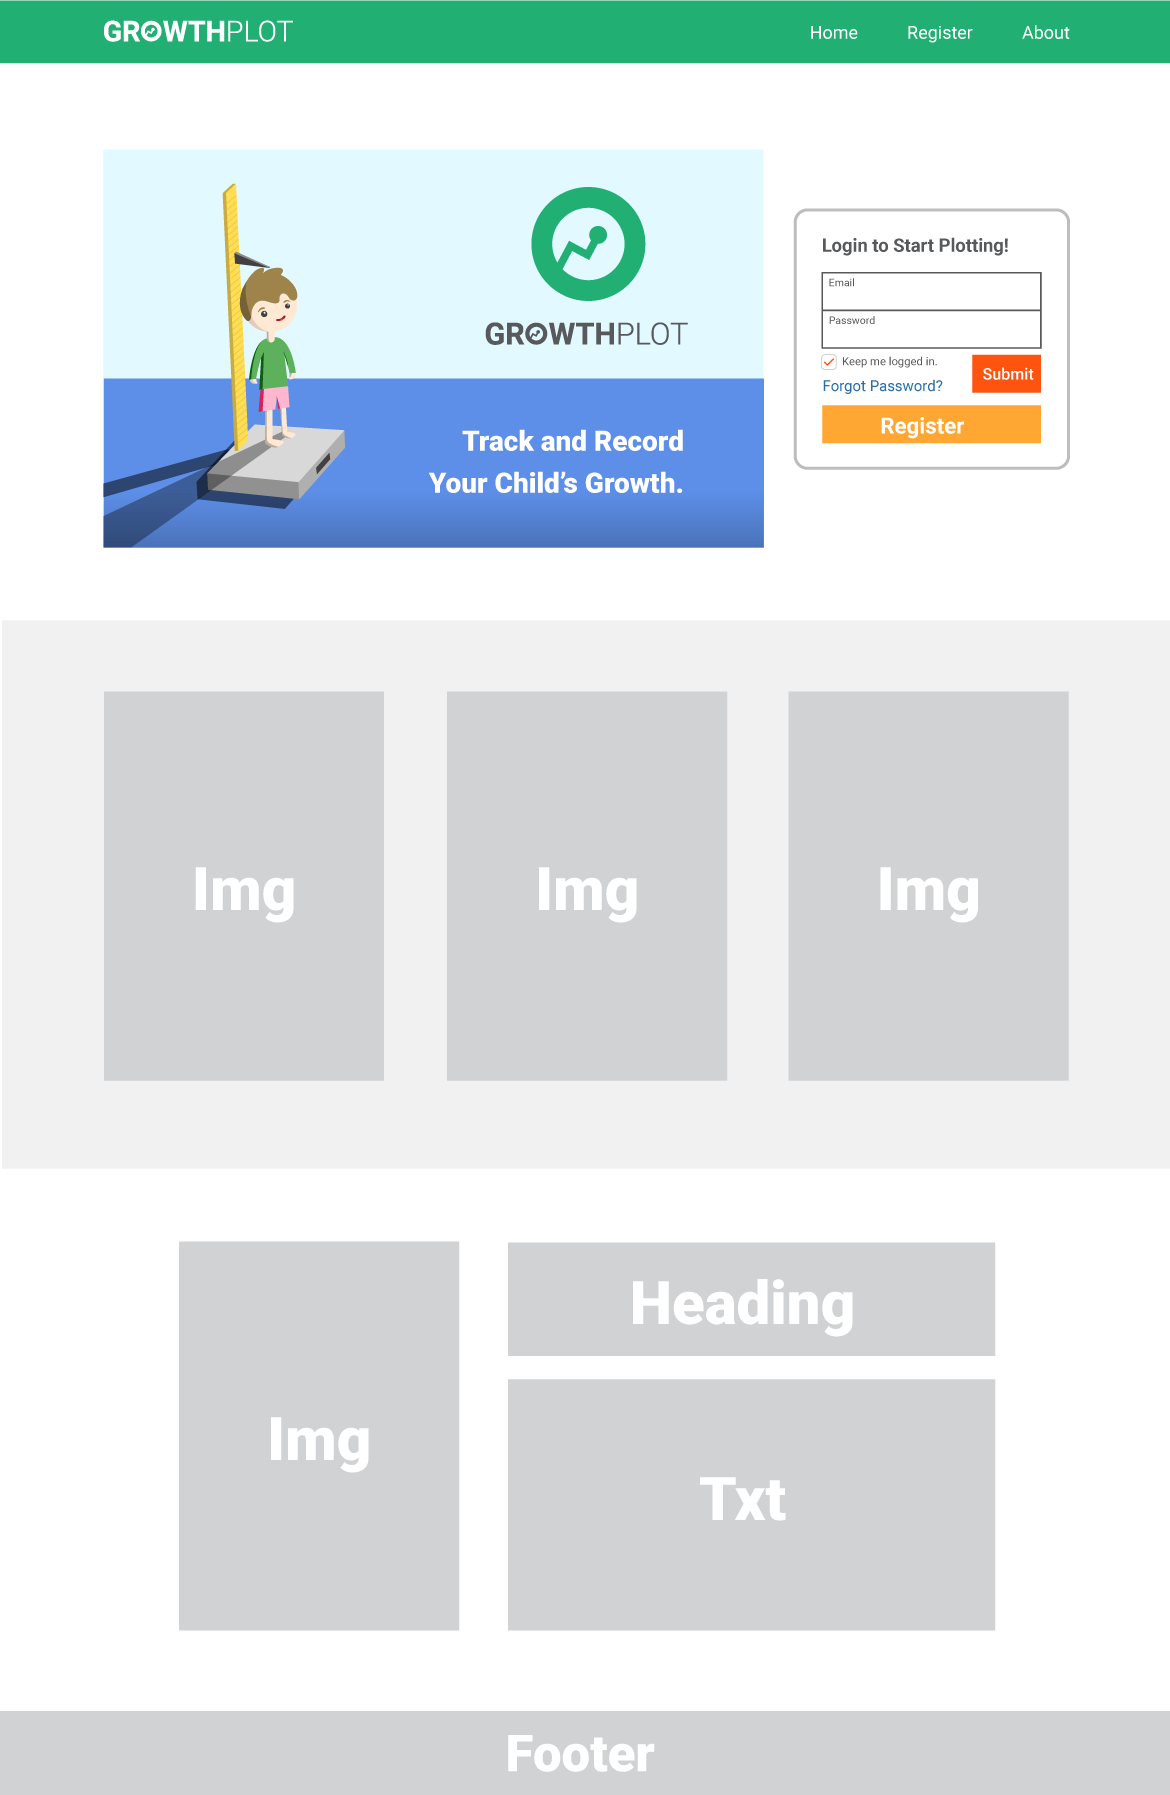 GROWTHPLOT
Home Register About
GROWTHPLOT
Track and Record
Your Child's Growth.
Login to Start Plotting!
Email
Password
Keep me logged in.
Forgot Password?
Submit
Register
Img Img Img
Img
Heading
Txt
Footer